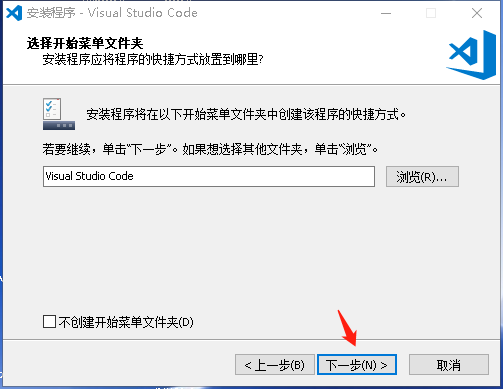 安装程序 - Visual Studio Code
选择开始菜单文件夹
安装程序应将程序的快捷方式放置到哪里?
安装程序将在以下开始菜单文件夹中创建该程序的快捷方式。
若要继续，单击“下一步”。如果想选择其他文件夹，单击“浏览”。
Visual Studio Code
浏览(R)...
不创建开始菜单文件夹(D)
< 上一步(B)
下一步(N) >
取消